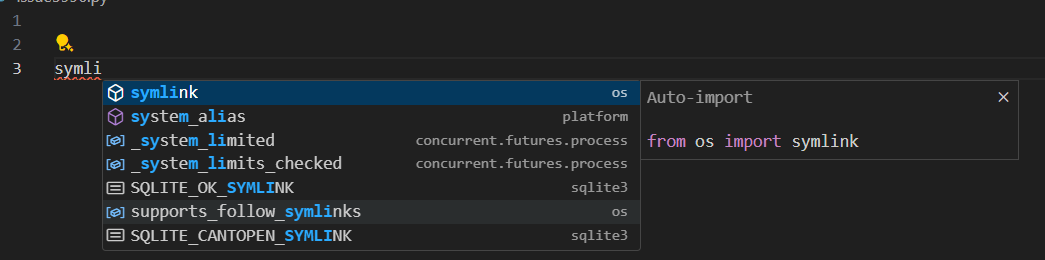 1
2
3 symli
symlink os
system_alias platform
_system_limited concurrent.futures.process
_system_limits_checked concurrent.futures.process
SQLITE_OK_SYMLINK sqlite3
supports_follow_symlinks os
SQLITE_CANTOPEN_SYMLINK sqlite3
Auto-import
from os import symlink